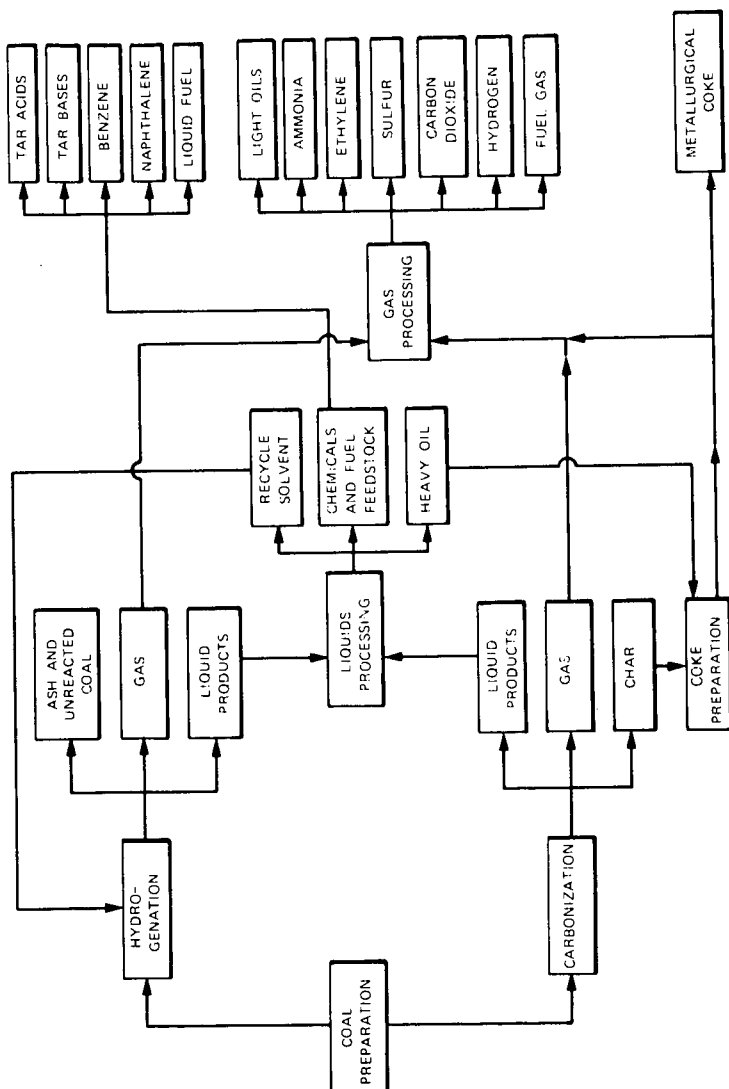 COAL
PREPARATION
HYDRO-
GENATION
CARBONIZATION
ASH AND
UNREACTED
COAL
GAS
LIQUID
PRODUCTS
LIQUIDS
PROCESSING
LIQUID
PRODUCTS
GAS
CHAR
COKE
PREPARATION
RECYCLE
SOLVENT
CHEMICALS
AND FUEL
FEEDSTOCK
HEAVY OIL
GAS
PROCESSING
TAR ACIDS
TAR BASES
BENZENE
NAPHTHALENE
LIQUID FUEL
LIGHT OILS
AMMONIA
ETHYLENE
SULFUR
CARBON
DIOXIDE
HYDROGEN
FUEL GAS
METALLURGICAL
COKE